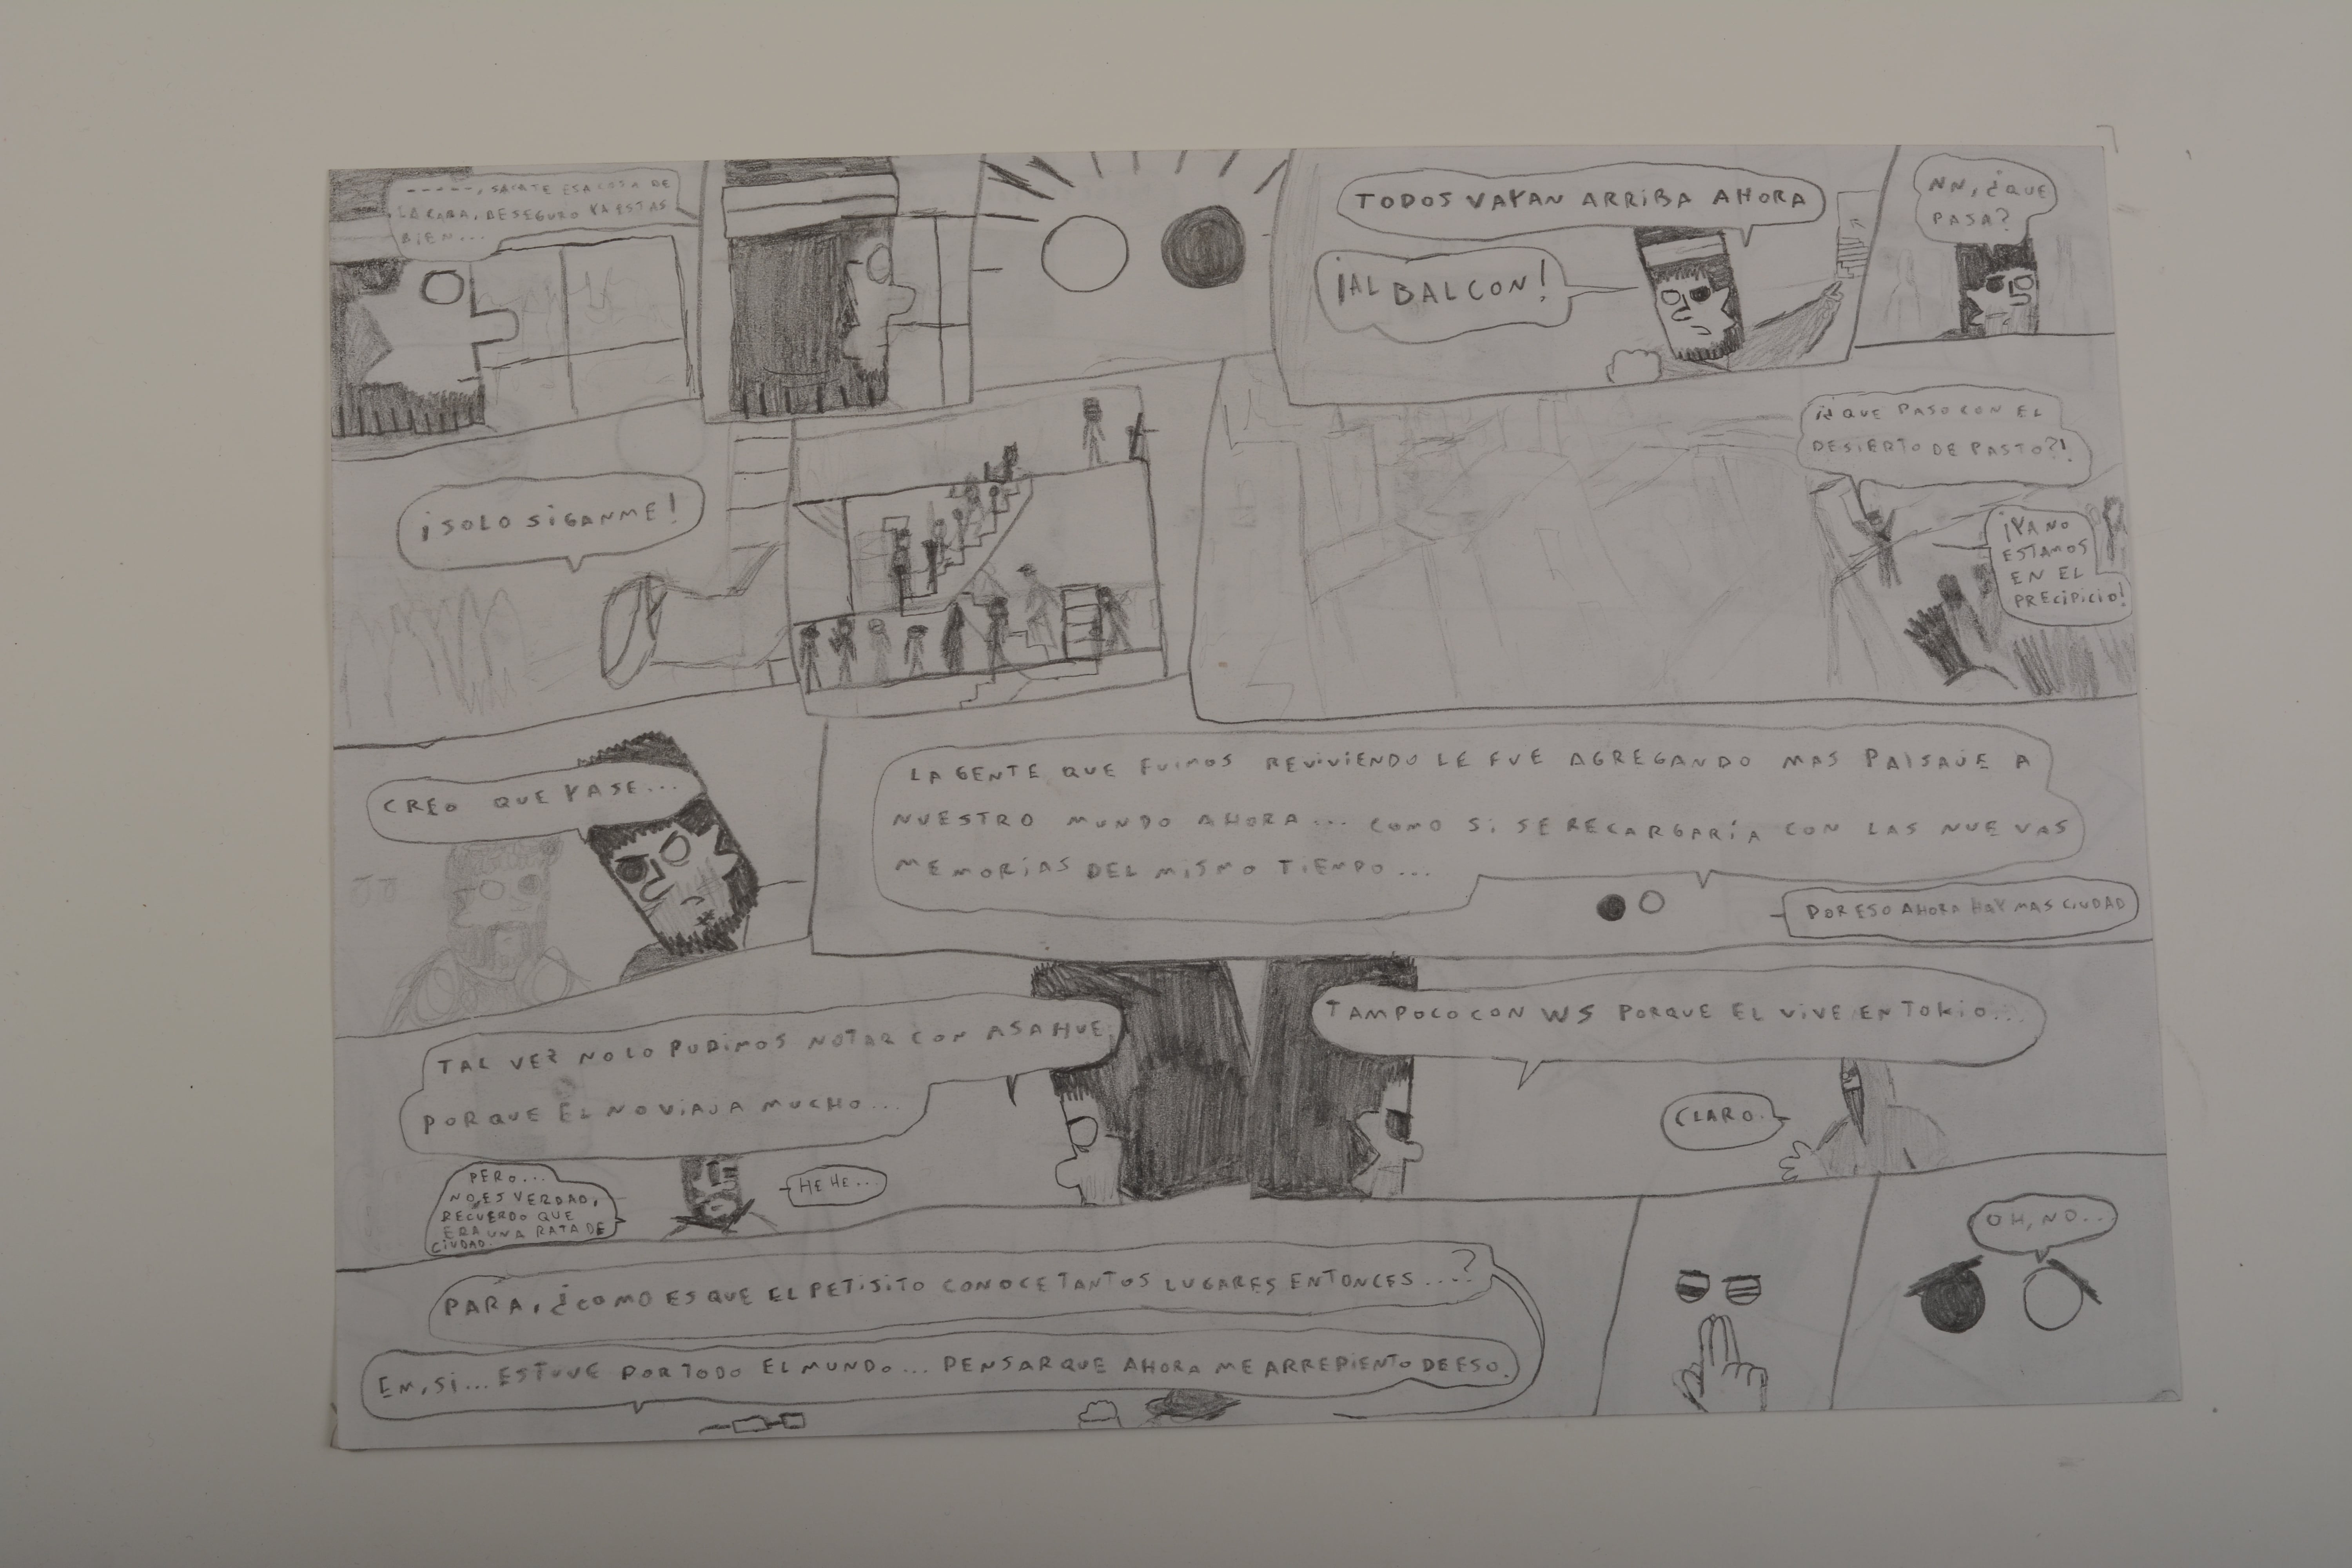 -----, SACATE ESA COSA DE
LA CARA, DE SEGURO YA ESTAS
BIEN...
TODOS VAYAN ARRIBA AHORA
¡AL BALCON!
NN, ¿QUE
PASA?
¡SOLO SIGANME!
¡¿QUE PASO CON EL
DESIERTO DE PASTO?!
¡YA NO
ESTAMOS
EN EL
PRECIPICIO!
CREO QUE YA SE...
LA GENTE QUE FUIMOS REVIVIENDO LE FUE AGREGANDO MAS PAISAJE A
NUESTRO MUNDO AHORA... COMO SI SE RECARGARÍA CON LAS NUEVAS
MEMORÍAS DEL MISMO TIEMPO...
POR ESO AHORA HAY MAS CIUDAD
TAL VEZ NO LO PUDIMOS NOTAR CON ASAHUE
PORQUE EL NO VIAJA MUCHO...
TAMPOCO CON WS PORQUE EL VIVE EN TOKIO...
CLARO.
PERO...
NO ES VERDAD,
RECUERDO QUE
ERA UNA RATA DE
CIUDAD.
HE HE...
PARA, ¿COMO ES QUE EL PETISITO CONOCE TANTOS LUGARES ENTONCES...?
EM, SI... ESTUVE POR TODO EL MUNDO... PENSAR QUE AHORA ME ARREPIENTO DE ESO.
OH, NO...